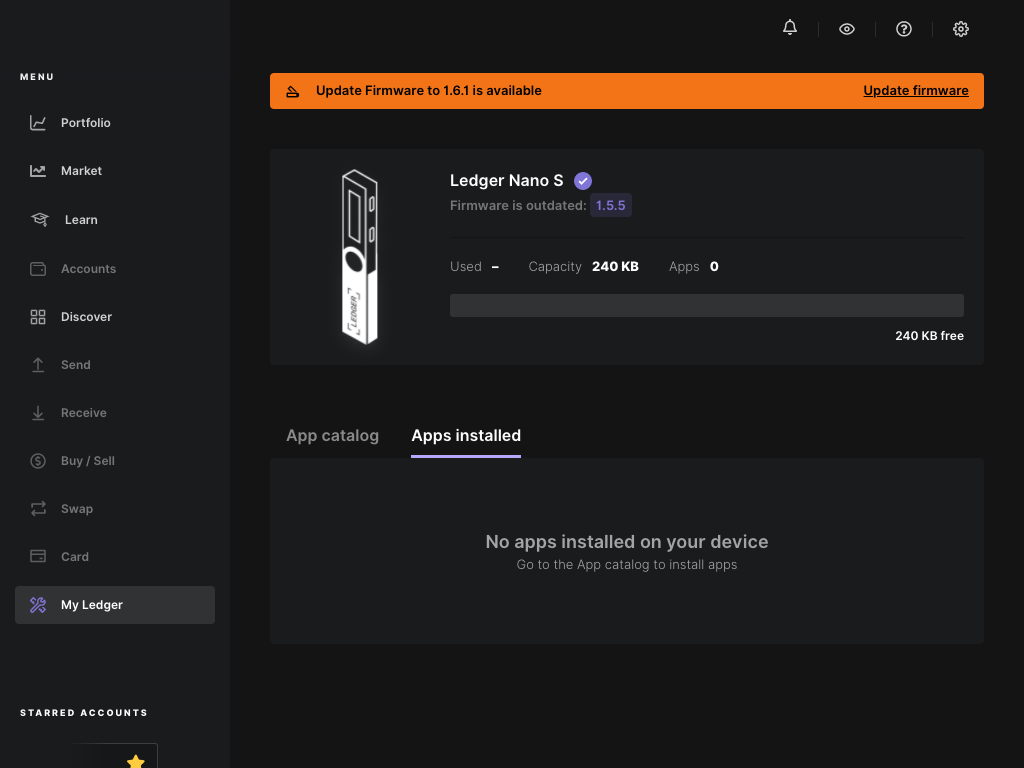 MENU
Portfolio
Market
Learn
Accounts
Discover
Send
Receive
Buy / Sell
Swap
Card
My Ledger
STARRED ACCOUNTS
Update Firmware to 1.6.1 is available
Update firmware
LEDGER
Ledger Nano S
Firmware is outdated: 1.5.5
Used – Capacity 240 KB Apps 0
240 KB free
App catalog Apps installed
No apps installed on your device
Go to the App catalog to install apps